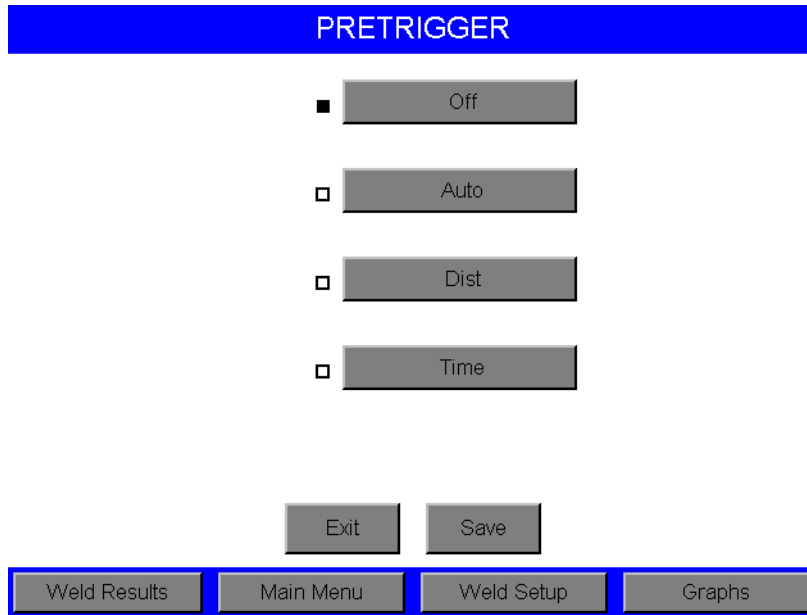 PRETRIGGER
Off
Auto
Dist
Time
Exit Save
Weld Results Main Menu Weld Setup Graphs